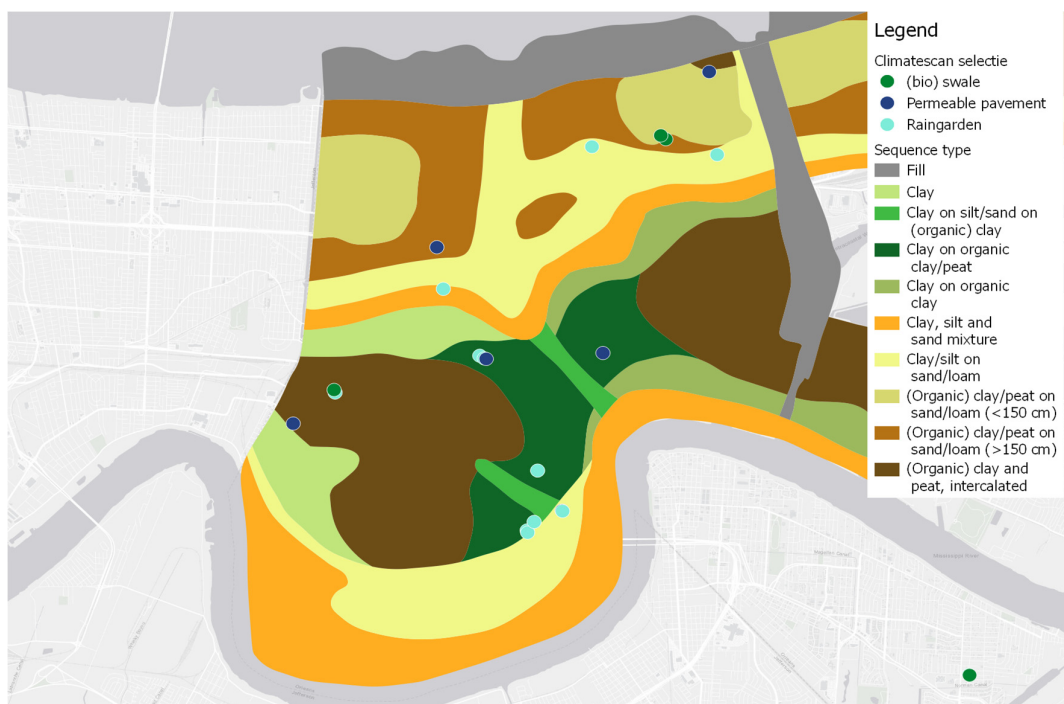 Legend
Climatescan selectie
(bio) swale
Permeable pavement
Raingarden
Sequence type
Fill
Clay
Clay on silt/sand on
(organic) clay
Clay on organic
clay/peat
Clay on organic
clay
Clay, silt and
sand mixture
Clay/silt on
sand/loam
(Organic) clay/peat on
sand/loam (<150 cm)
(Organic) clay/peat on
sand/loam (>150 cm)
(Organic) clay and
peat, intercalated
Mississippi River